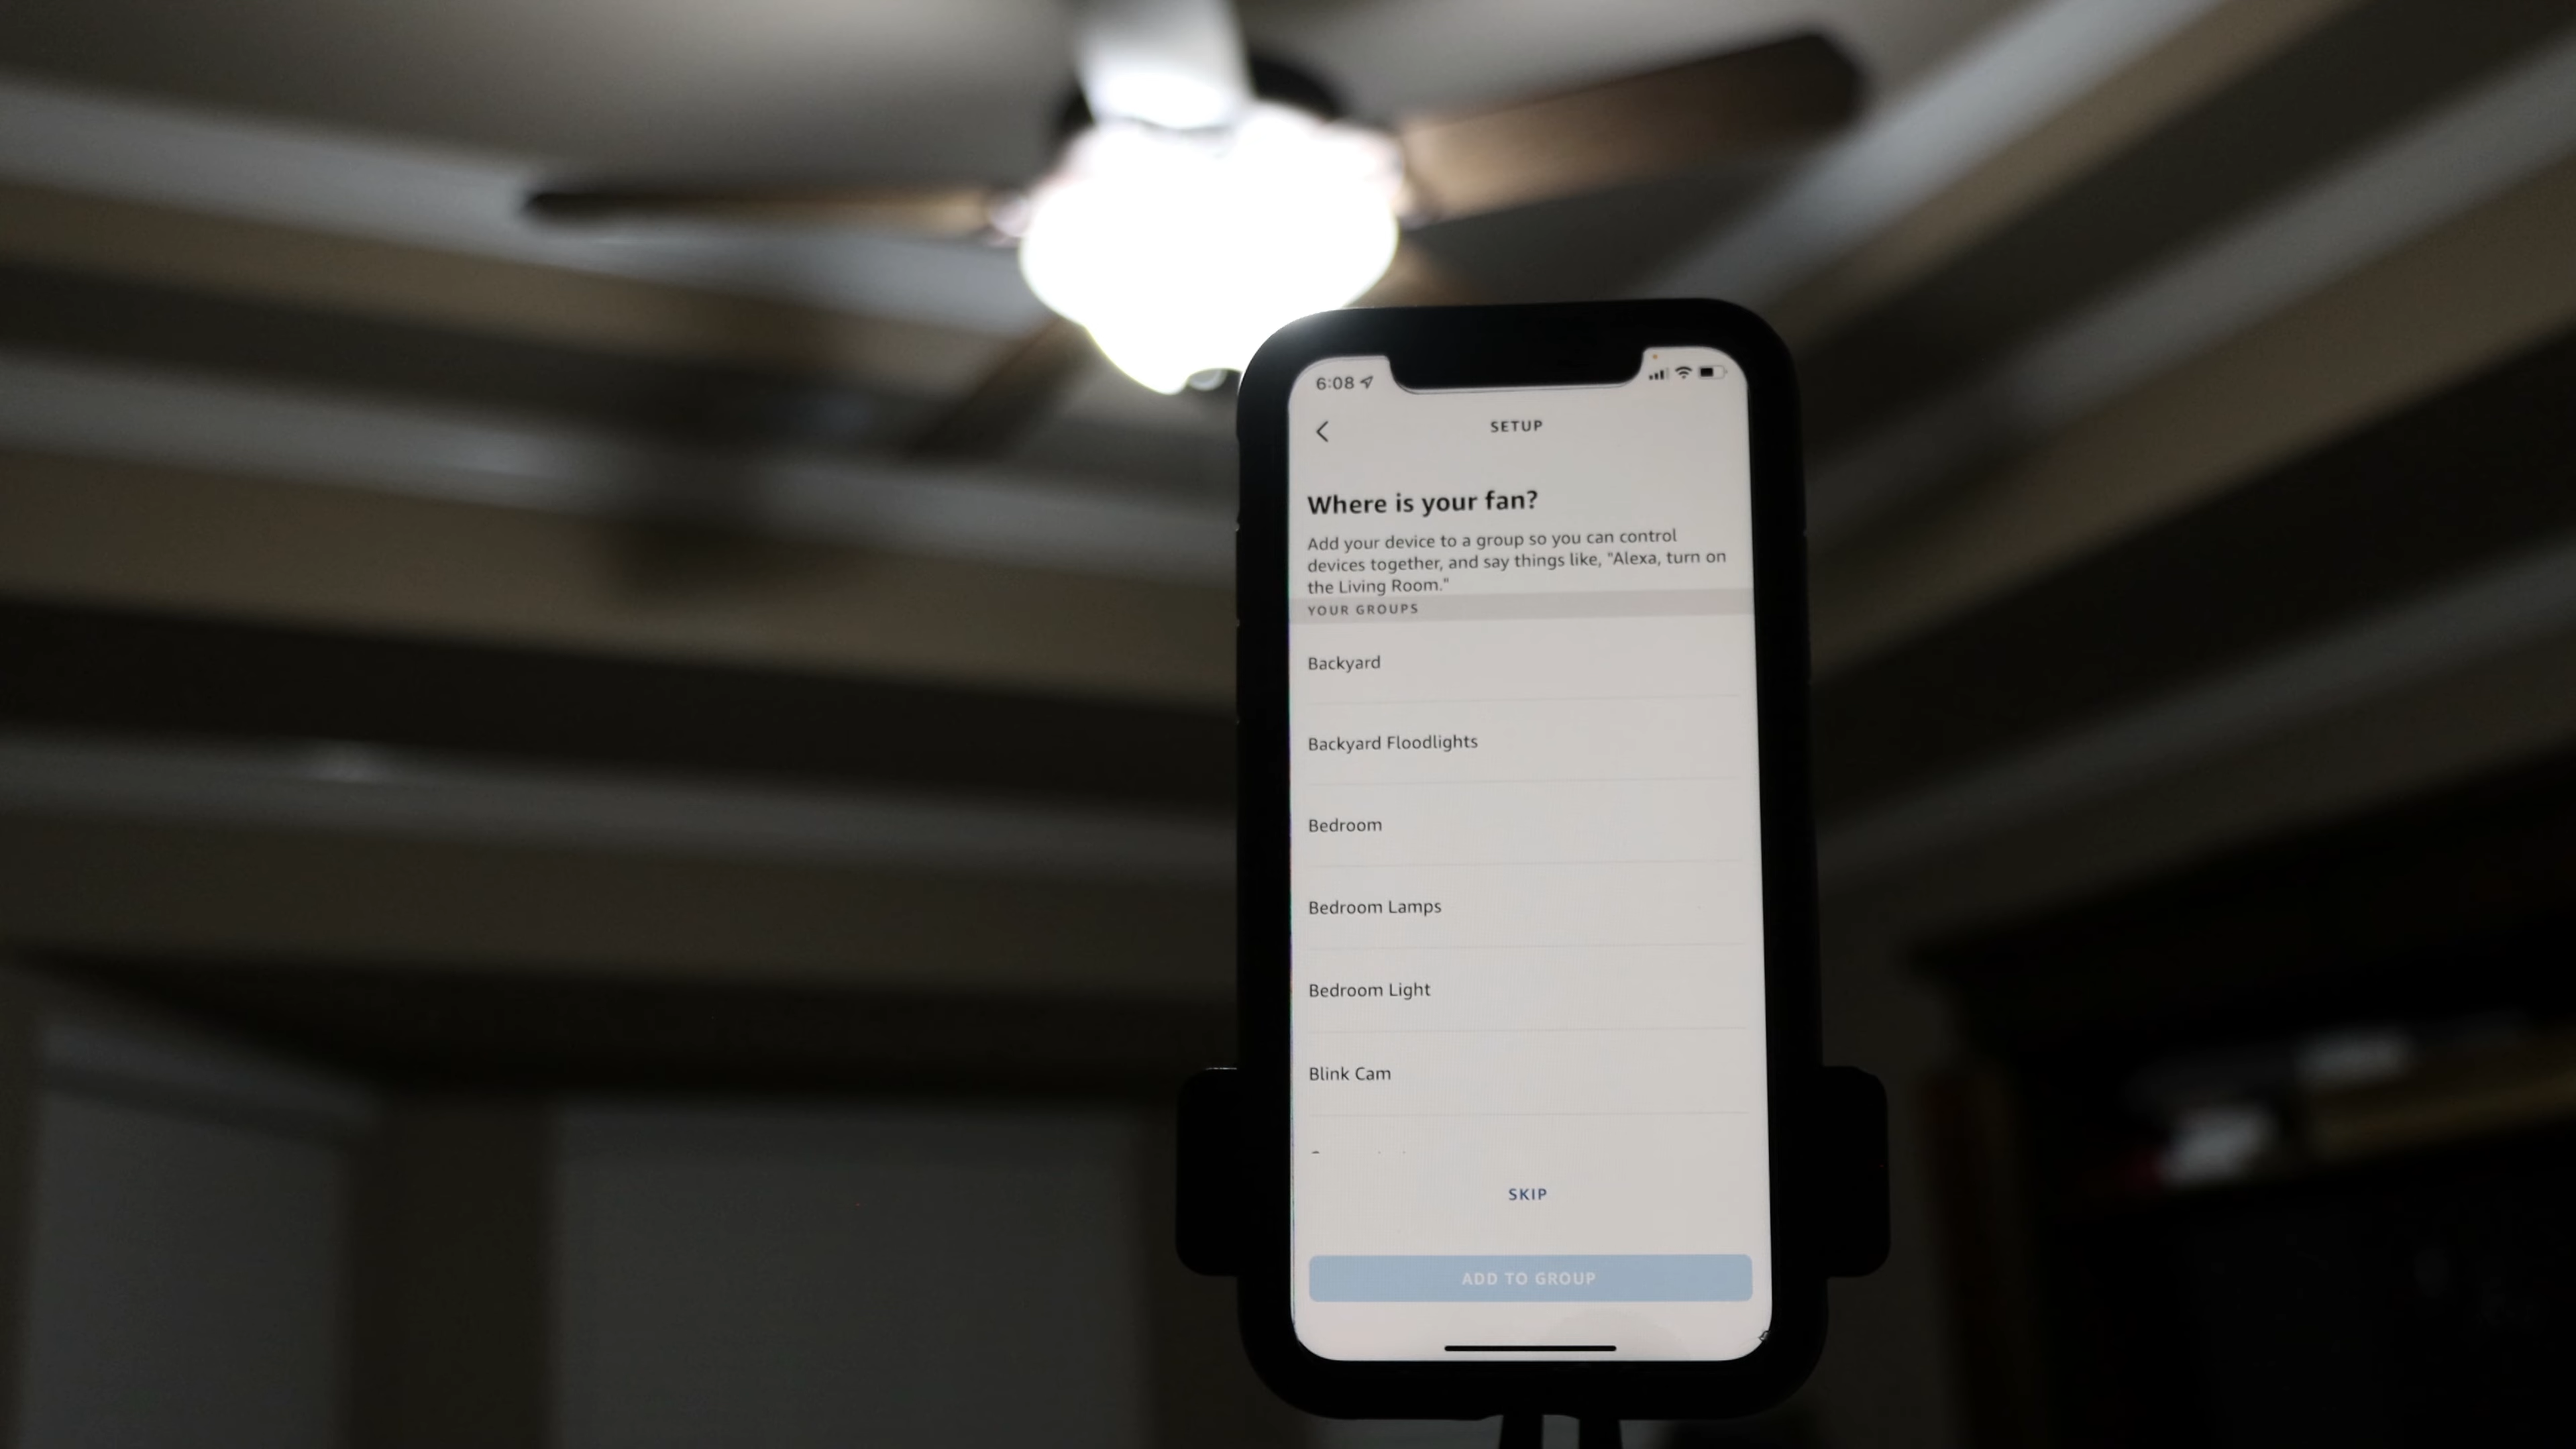 6:08
SETUP
Where is your fan?
Add your device to a group so you can control
devices together, and say things like, "Alexa, turn on
the Living Room."
YOUR GROUPS
Backyard
Backyard Floodlights
Bedroom
Bedroom Lamps
Bedroom Light
Blink Cam
SKIP
ADD TO GROUP